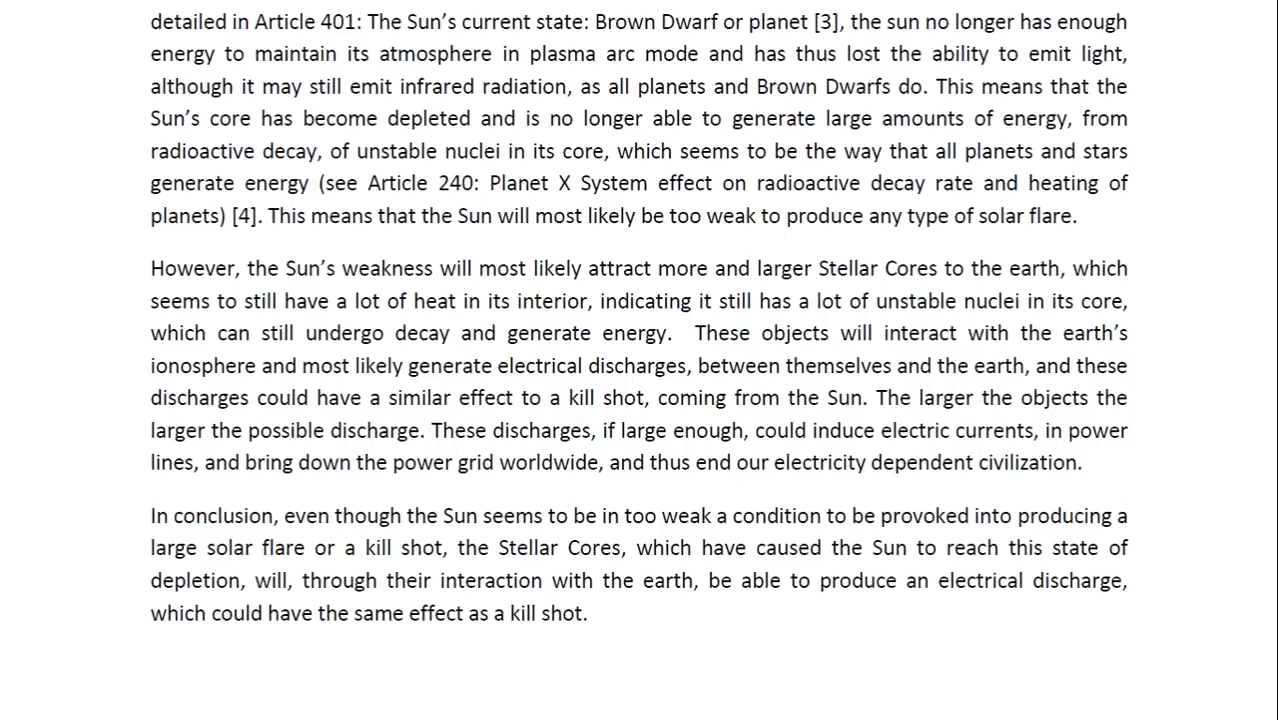 detailed in Article 401: The Sun’s current state: Brown Dwarf or planet [3], the sun no longer has enough
energy to maintain its atmosphere in plasma arc mode and has thus lost the ability to emit light,
although it may still emit infrared radiation, as all planets and Brown Dwarfs do. This means that the
Sun’s core has become depleted and is no longer able to generate large amounts of energy, from
radioactive decay, of unstable nuclei in its core, which seems to be the way that all planets and stars
generate energy (see Article 240: Planet X System effect on radioactive decay rate and heating of
planets) [4]. This means that the Sun will most likely be too weak to produce any type of solar flare.
However, the Sun’s weakness will most likely attract more and larger Stellar Cores to the earth, which
seems to still have a lot of heat in its interior, indicating it still has a lot of unstable nuclei in its core,
which can still undergo decay and generate energy.  These objects will interact with the earth’s
ionosphere and most likely generate electrical discharges, between themselves and the earth, and these
discharges could have a similar effect to a kill shot, coming from the Sun. The larger the objects the
larger the possible discharge. These discharges, if large enough, could induce electric currents, in power
lines, and bring down the power grid worldwide, and thus end our electricity dependent civilization.
In conclusion, even though the Sun seems to be in too weak a condition to be provoked into producing a
large solar flare or a kill shot, the Stellar Cores, which have caused the Sun to reach this state of
depletion, will, through their interaction with the earth, be able to produce an electrical discharge,
which could have the same effect as a kill shot.